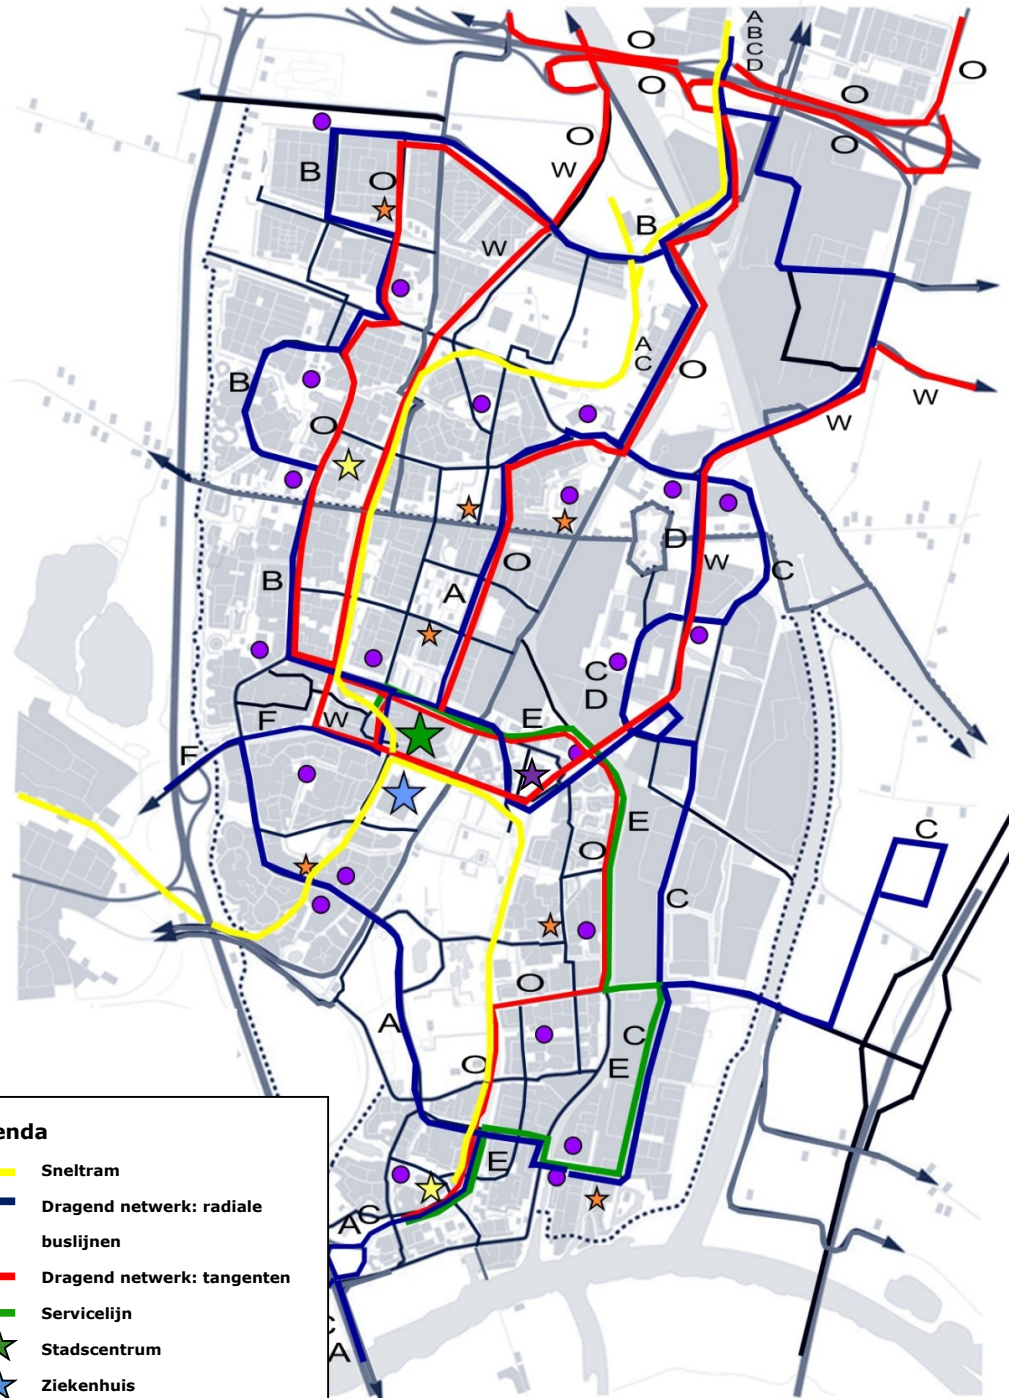 A
B
C
D
O
O
O
O
O
O
W
B
O
B
W
A
C
O
B
W
W
O
D
W
C
O
B
A
C
D
F
W
E
F
E
O
C
C
O
A
C
O
E
E
A
C
C
A
enda
Sneltram
Dragend netwerk: radiale
buslijnen
Dragend netwerk: tangenten
Servicelijn
Stadscentrum
Ziekenhuis